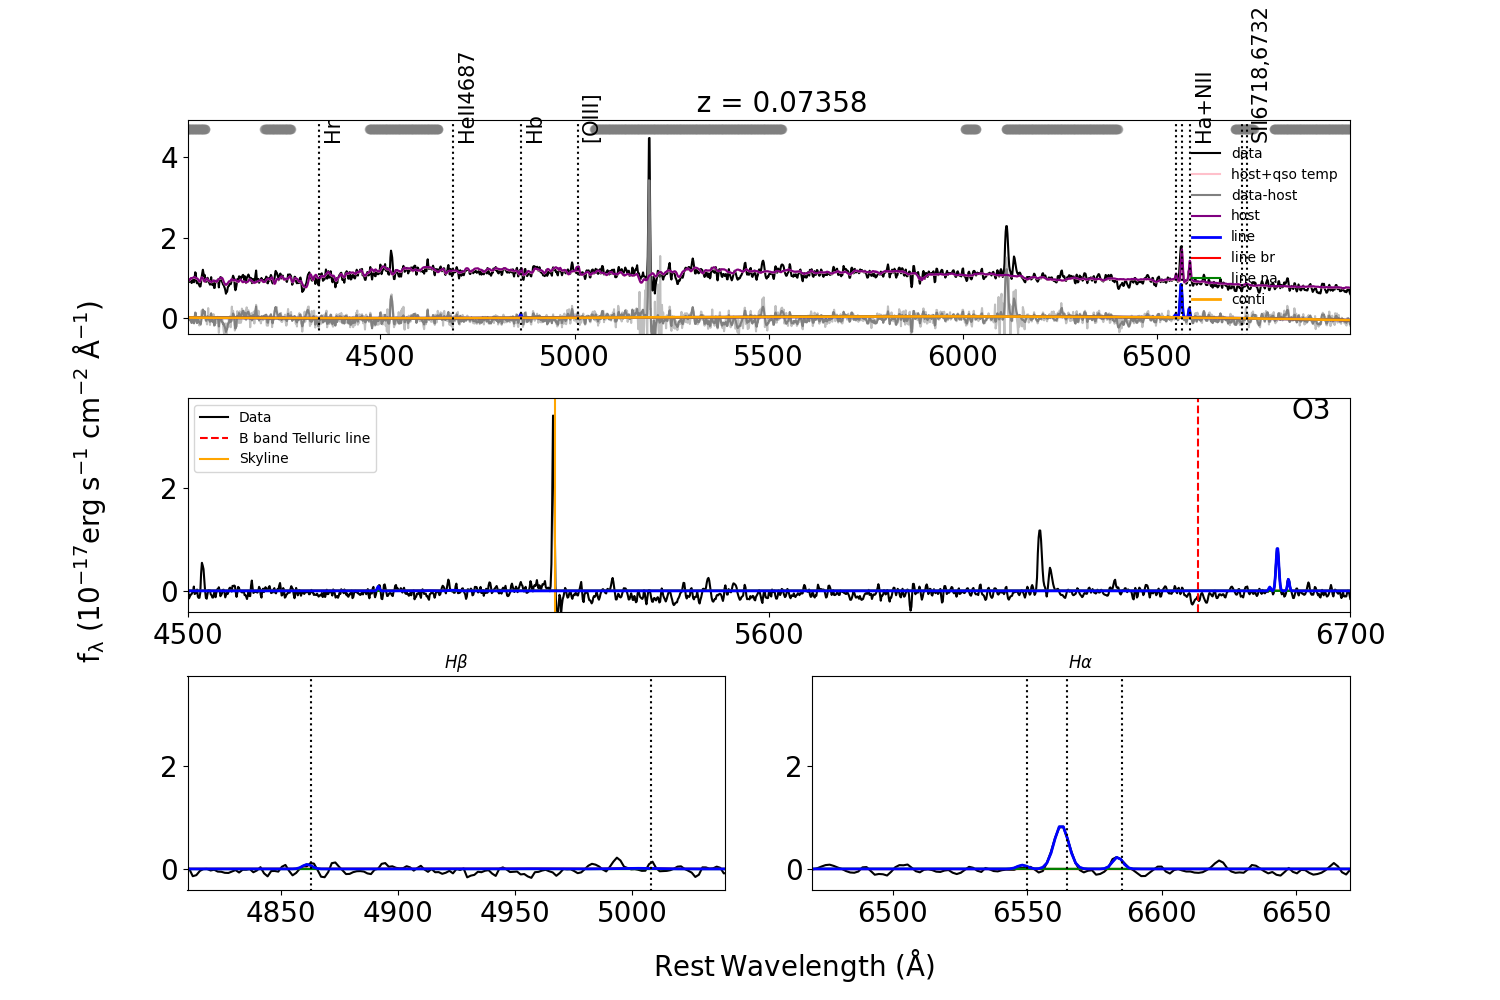 z = 0.07358
Hr
HeII4687
Hb
[OIII]
Ha+NII
SII6718,6732
data
host+qso temp
data-host
host
line
line br
line na
conti
4
2
0
4500
5000
5500
6000
6500
fλ (10⁻¹⁷erg s⁻¹ cm⁻² Å⁻¹)
Data
B band Telluric line
Skyline
O3
2
0
4500
5600
6700
Hβ
2
0
4850
4900
4950
5000
Hα
2
0
6500
6550
6600
6650
Rest Wavelength (Å)